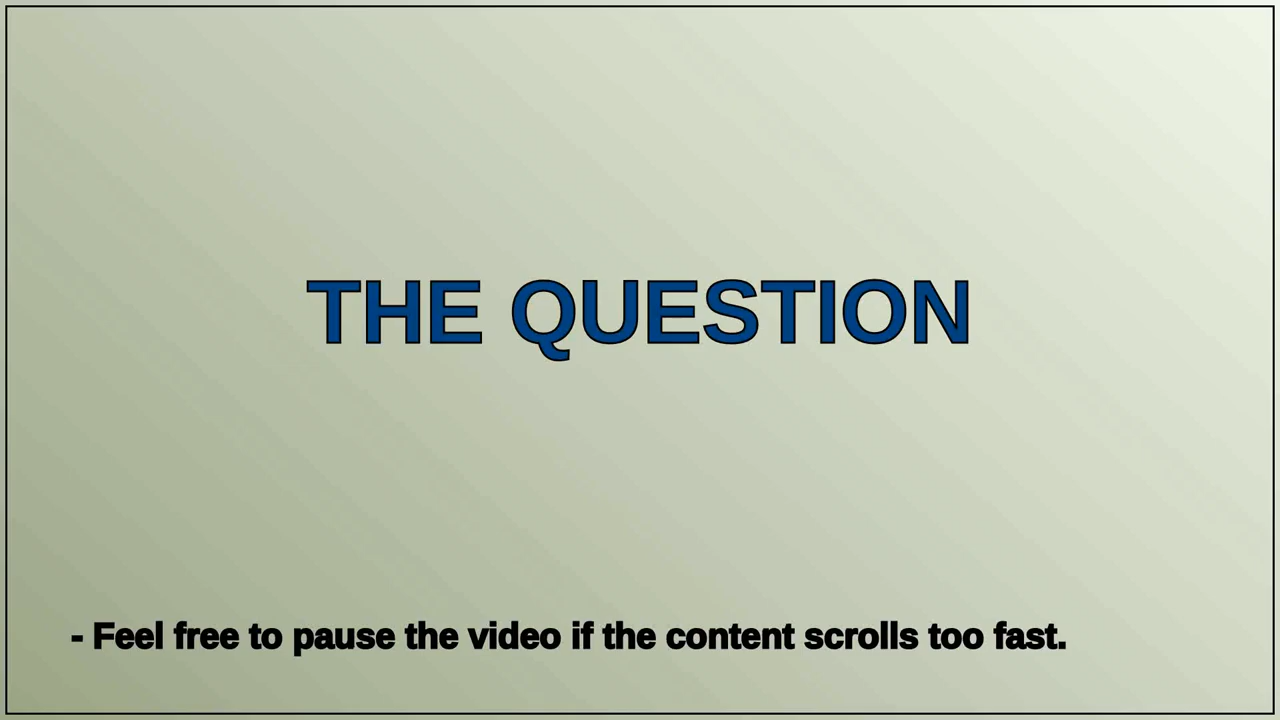 THE QUESTION
- Feel free to pause the video if the content scrolls too fast.